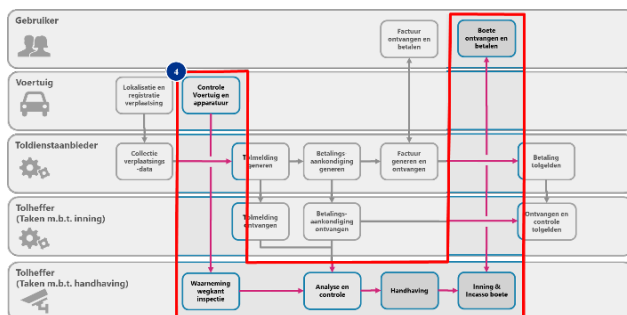 Gebruiker
Factuur
ontvangen en
betalen
Boete
ontvangen en
betalen
4
Voertuig
Lokalisatie en
registratie
verplaatsing
Controle
Voertuig en
apparatuur
Toldienstaanbieder
Collectie
verplaatsings
-data
Tolmelding
genereren
Betalings-
aankondiging
genereren
Factuur
genereren en
ontvangen
Betaling
tolgelden
Tolheffer
(Taken m.b.t. inning)
Tolmelding
ontvangen
Betalings-
aankondiging
ontvangen
Ontvangen en
controle
tolgelden
Tolheffer
(Taken m.b.t. handhaving)
Waarneming
wegkant
inspectie
Analyse en
controle
Handhaving
Inning &
Incasso boete